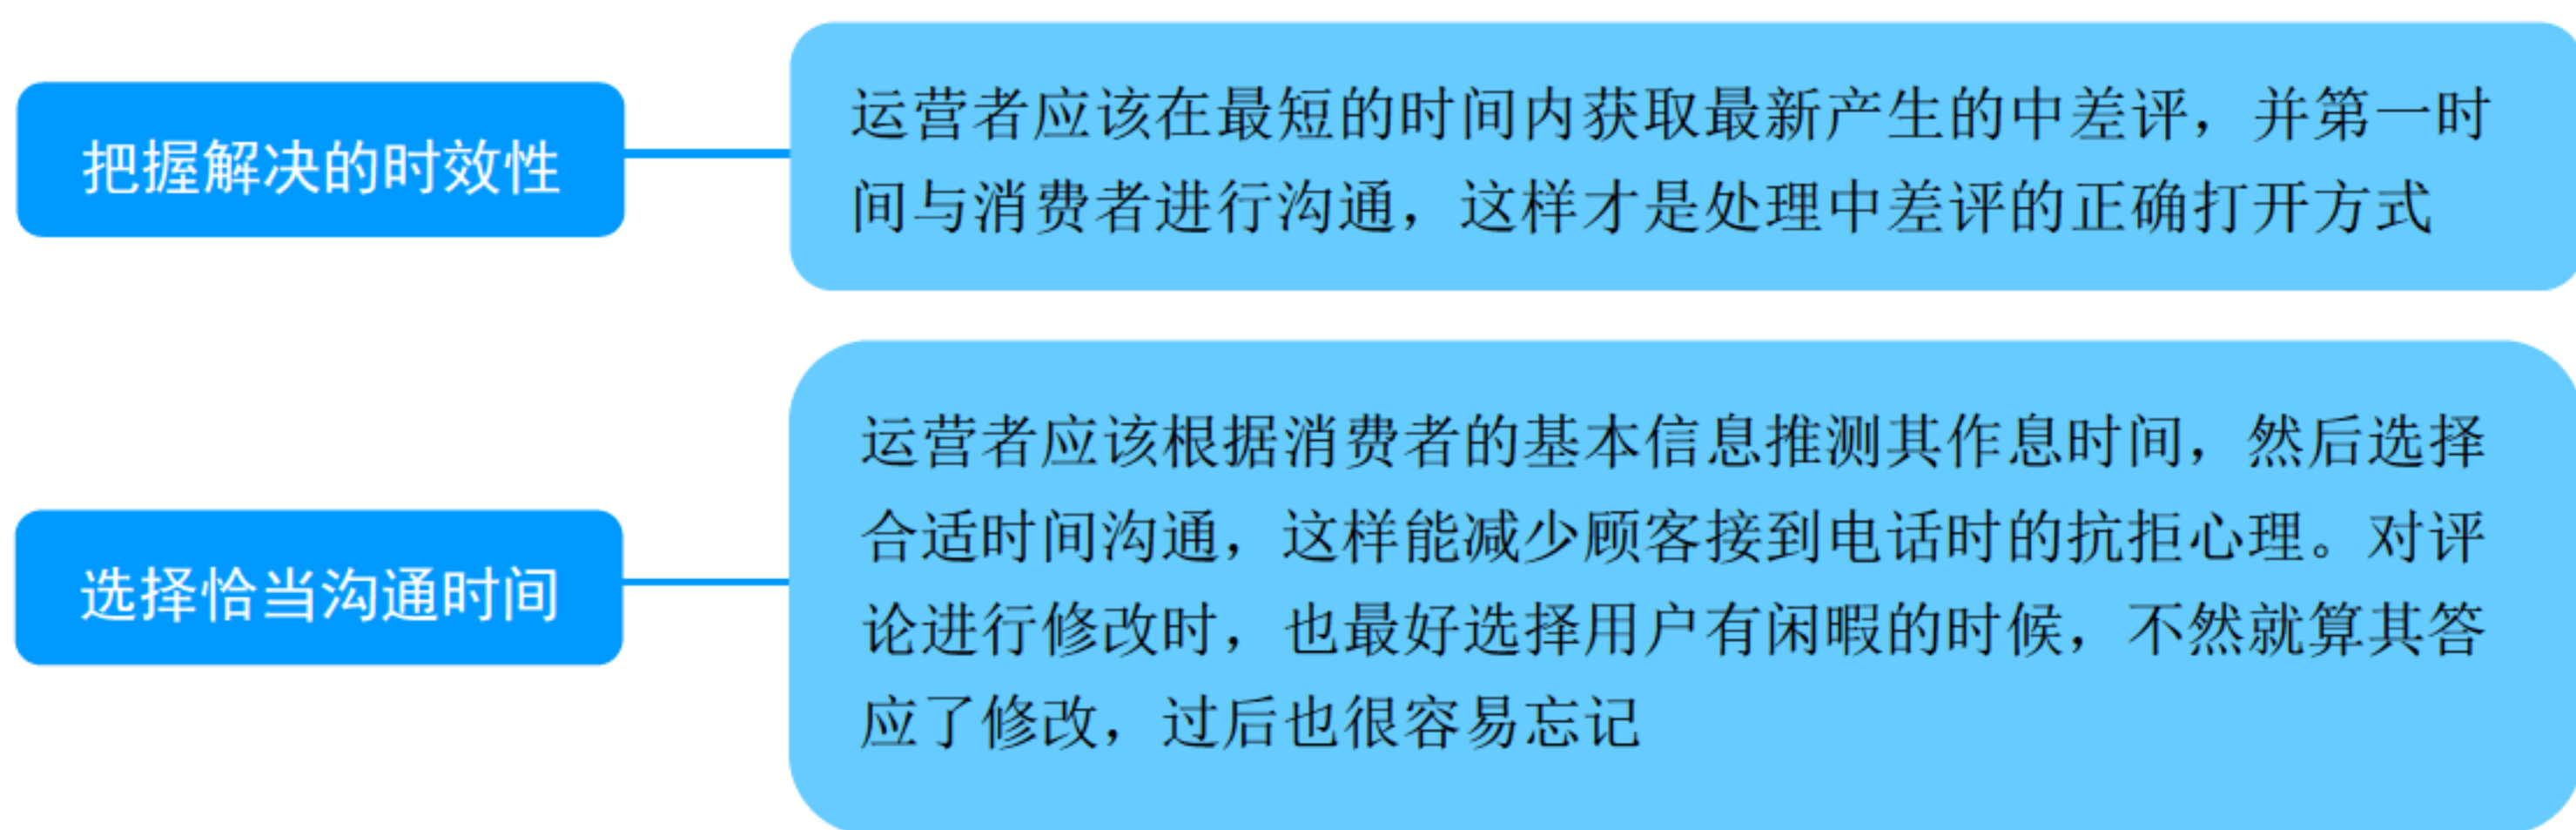 把握解决的时效性
运营者应该在最短的时间内获取最新产生的中差评，并第一时
间与消费者进行沟通，这样才是处理中差评的正确打开方式
选择恰当沟通时间
运营者应该根据消费者的基本信息推测其作息时间，然后选择
合适时间沟通，这样能减少顾客接到电话时的抗拒心理。对评
论进行修改时，也最好选择用户有闲暇的时候，不然就算其答
应了修改，过后也很容易忘记